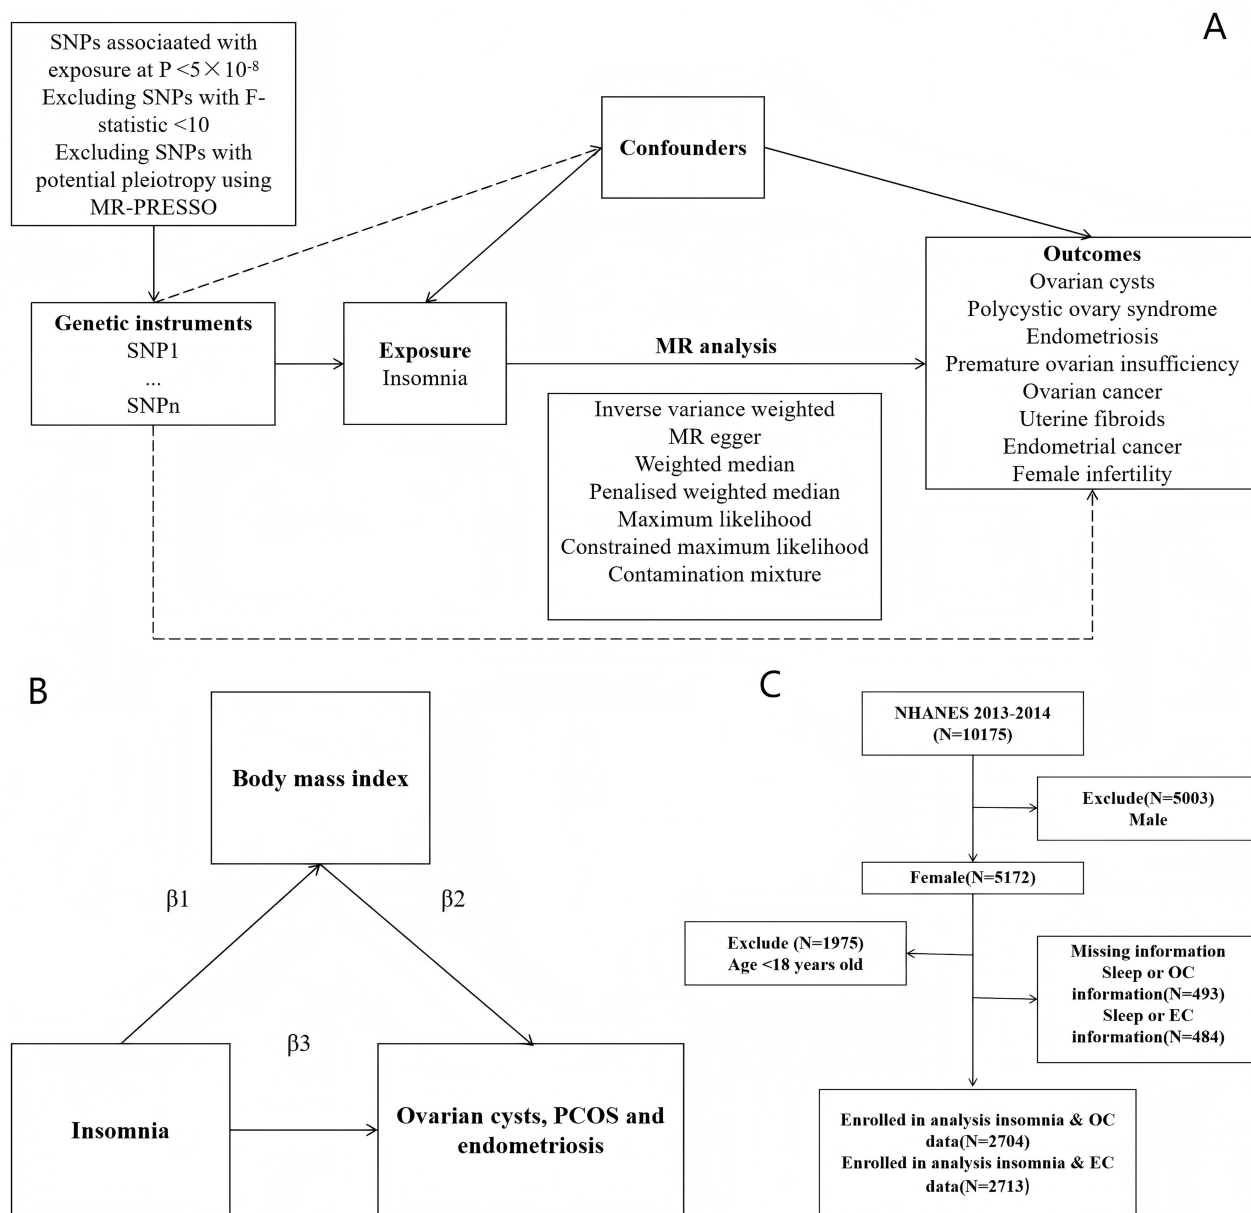 A
SNPs associaated with
exposure at P <5×10⁻⁸
Excluding SNPs with F-
statistic <10
Excluding SNPs with
potential pleiotropy using
MR-PRESSO
Confounders
Genetic instruments
SNP1
...
SNPn
Exposure
Insomnia
MR analysis
Inverse variance weighted
MR egger
Weighted median
Penalised weighted median
Maximum likelihood
Constrained maximum likelihood
Contamination mixture
Outcomes
Ovarian cysts
Polycystic ovary syndrome
Endometriosis
Premature ovarian insufficiency
Ovarian cancer
Uterine fibroids
Endometrial cancer
Female infertility
B
Body mass index
β1
β2
β3
Insomnia
Ovarian cysts, PCOS and
endometriosis
C
NHANES 2013-2014
(N=10175)
Exclude(N=5003)
Male
Female(N=5172)
Exclude (N=1975)
Age <18 years old
Missing information
Sleep or OC
information(N=493)
Sleep or EC
information(N=484)
Enrolled in analysis insomnia & OC
data(N=2704)
Enrolled in analysis insomnia & EC
data(N=2713)